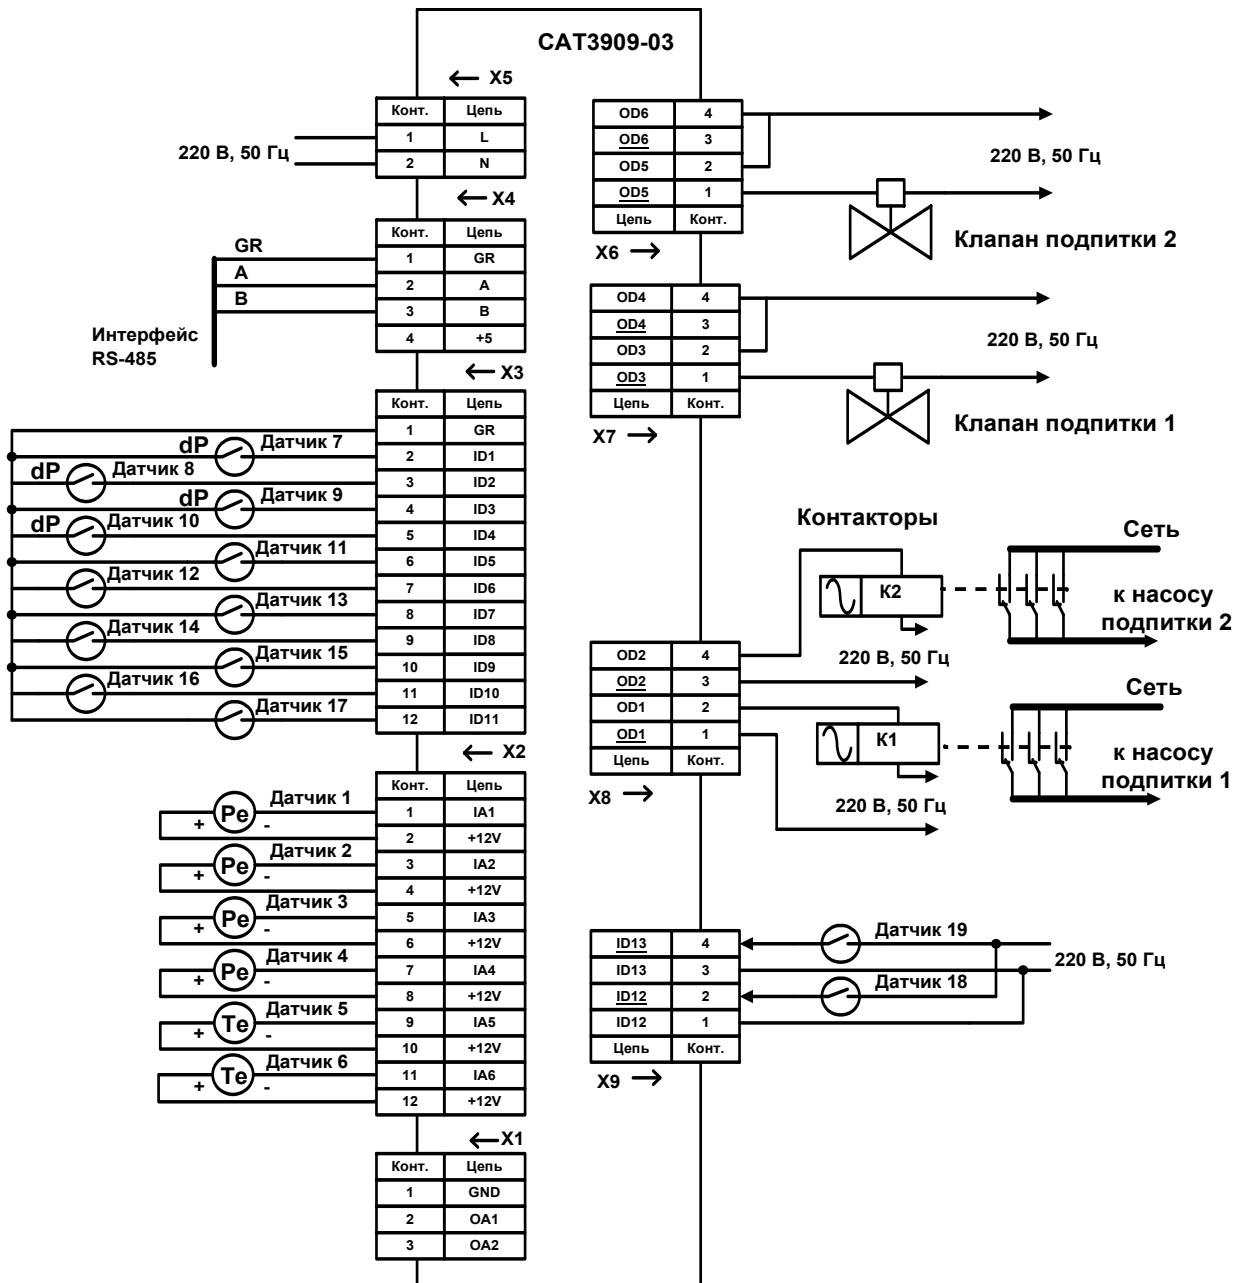 САТ3909-03
← X5
Конт. Цепь
1 L
2 N
220 В, 50 Гц
← X4
Конт. Цепь
1 GR
2 A
3 B
4 +5
GR
A
B
Интерфейс
RS-485
← X3
Конт. Цепь
1 GR
2 ID1
3 ID2
4 ID3
5 ID4
6 ID5
7 ID6
8 ID7
9 ID8
10 ID9
11 ID10
12 ID11
dP Датчик 7
dP Датчик 8
dP Датчик 9
dP Датчик 10
Датчик 11
Датчик 12
Датчик 13
Датчик 14
Датчик 15
Датчик 16
Датчик 17
← X2
Конт. Цепь
1 IA1
2 +12V
3 IA2
4 +12V
5 IA3
6 +12V
7 IA4
8 +12V
9 IA5
10 +12V
11 IA6
12 +12V
Датчик 1
+ Pe -
Датчик 2
+ Pe -
Датчик 3
+ Pe -
Датчик 4
+ Pe -
Датчик 5
+ Te -
Датчик 6
+ Te -
← X1
Конт. Цепь
1 GND
2 OA1
3 OA2
OD6 4
OD6 3
OD5 2
OD5 1
Цепь Конт.
X6 →
220 В, 50 Гц
Клапан подпитки 2
OD4 4
OD4 3
OD3 2
OD3 1
Цепь Конт.
X7 →
220 В, 50 Гц
Клапан подпитки 1
Контакторы
Сеть
К2
к насосу
подпитки 2
220 В, 50 Гц
OD2 4
OD2 3
OD1 2
OD1 1
Цепь Конт.
X8 →
Сеть
К1
к насосу
подпитки 1
220 В, 50 Гц
ID13 4
ID13 3
ID12 2
ID12 1
Цепь Конт.
X9 →
Датчик 19
220 В, 50 Гц
Датчик 18